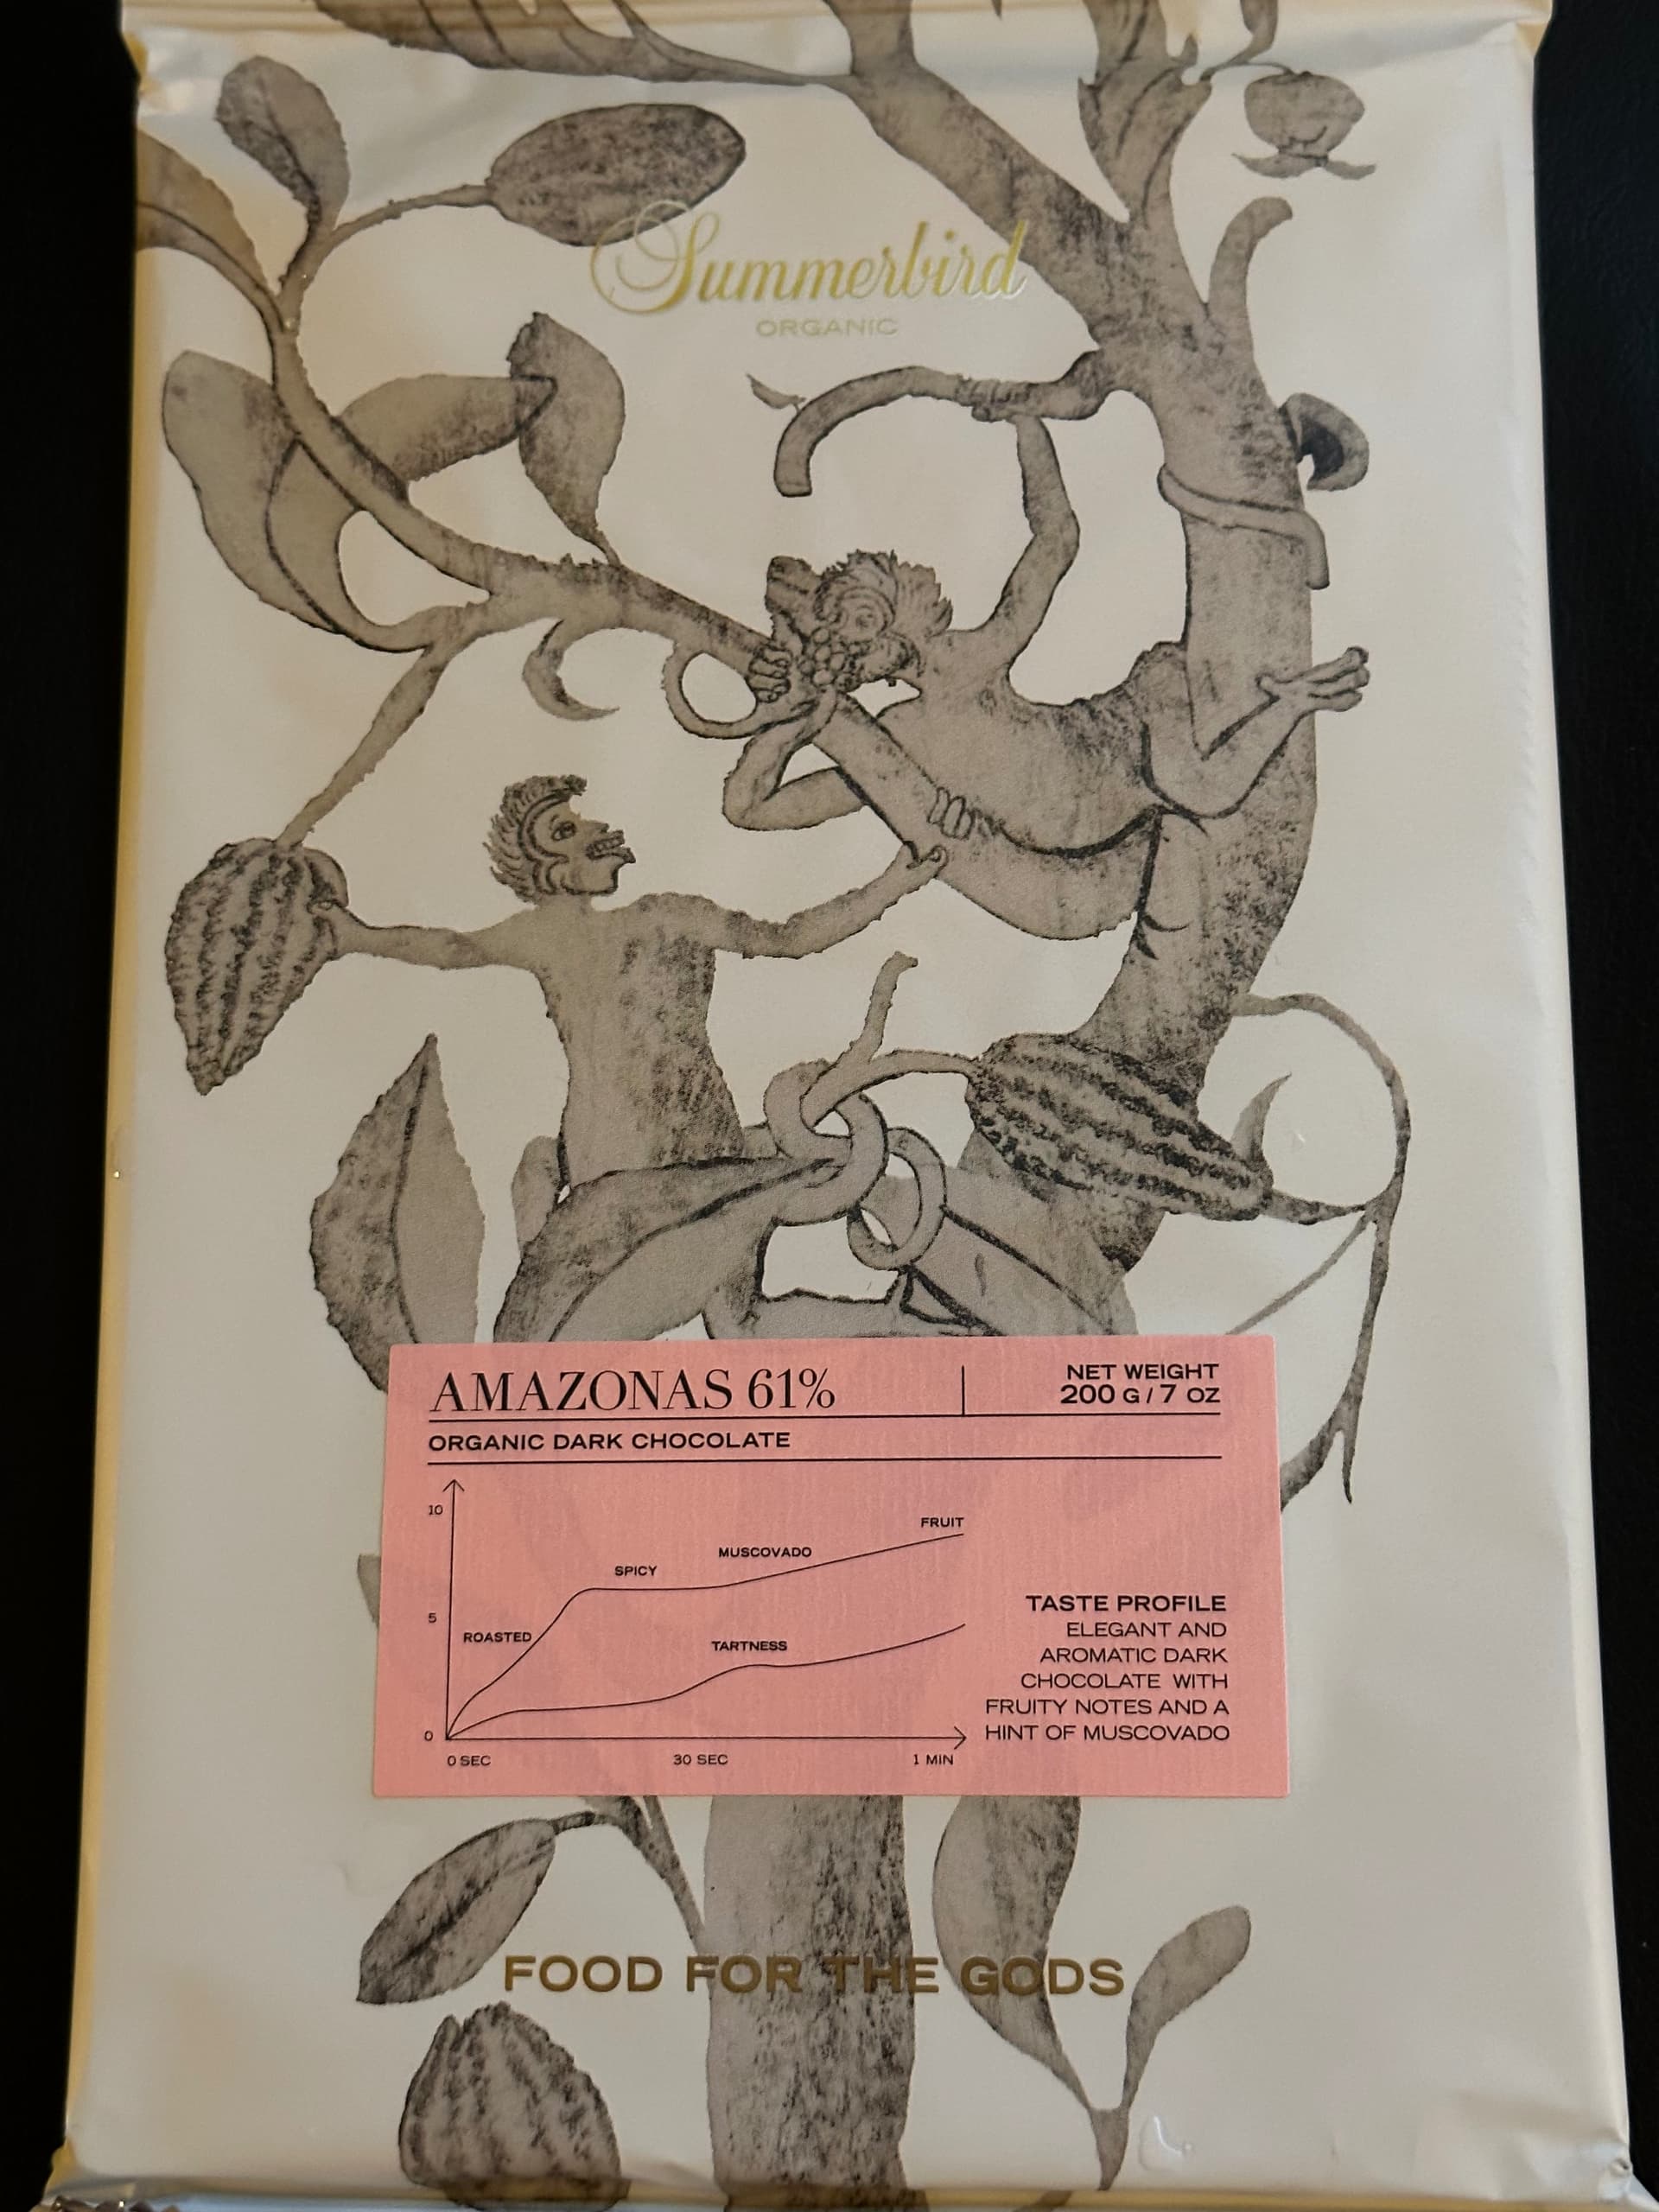 Summerbird
ORGANIC
AMAZONAS 61%
NET WEIGHT
200 G / 7 OZ
ORGANIC DARK CHOCOLATE
10
FRUIT
MUSCOVADO
SPICY
5
ROASTED
TARTNESS
0
0 SEC
30 SEC
1 MIN
TASTE PROFILE
ELEGANT AND
AROMATIC DARK
CHOCOLATE WITH
FRUITY NOTES AND A
HINT OF MUSCOVADO
FOOD FOR THE GODS